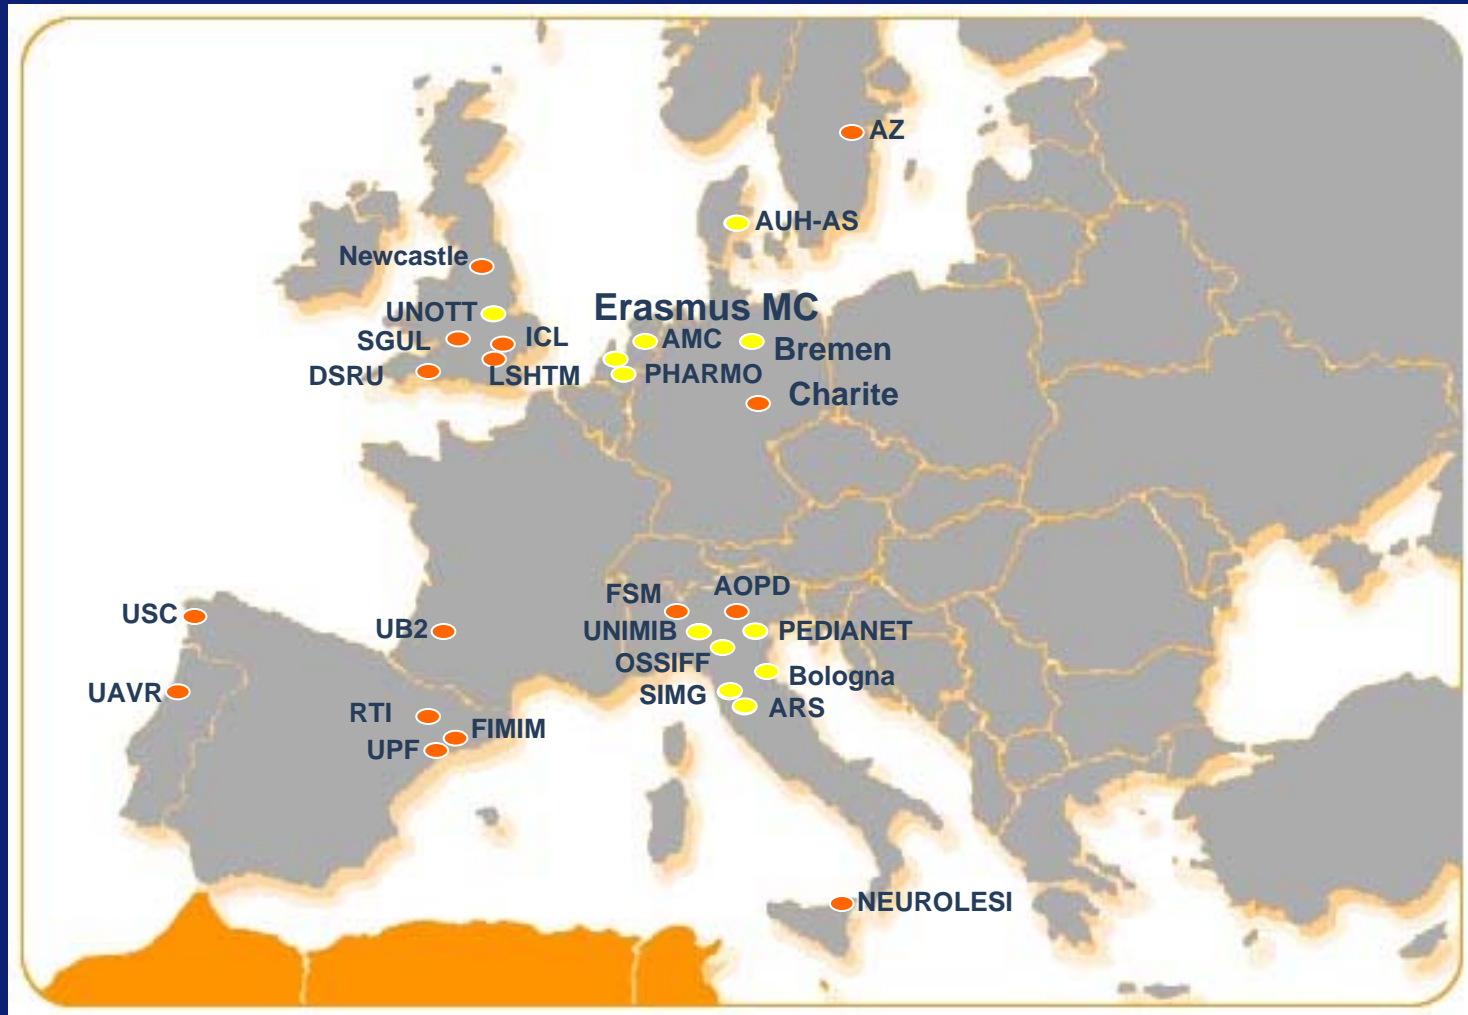 AZ
AUH-AS
Newcastle
Erasmus MC
UNOTT
SGUL
ICL
AMC
Bremen
DSRU
LSHTM
PHARMO
Charite
AOPD
FSM
USC
UB2
UNIMIB
PEDIANET
OSSIFF
Bologna
UAVR
SIMG
ARS
RTI
FIMIM
UPF
NEUROLESI